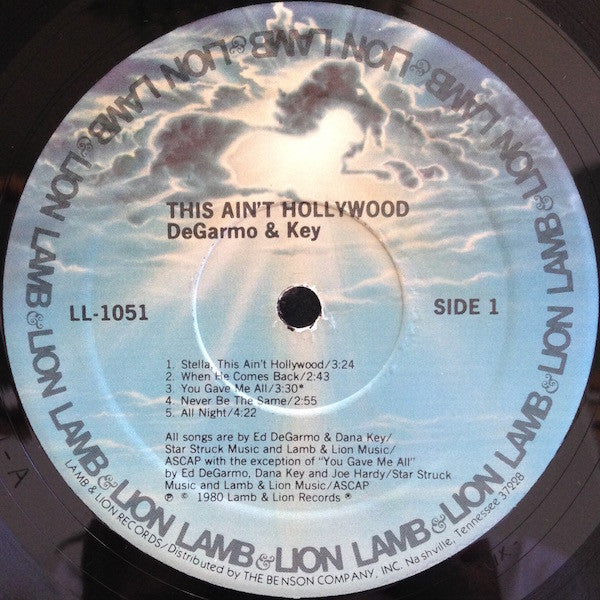 LAMB & LION LAMB & LION LAMB & LION LAMB & LION LAMB & LION LAMB & LION LAMB & LION LAMB & LION
THIS AIN'T HOLLYWOOD
DeGarmo & Key
LL-1051
SIDE 1
1. Stella, This Ain't Hollywood/3:24
2. When He Comes Back/2:43
3. You Gave Me All/3:30*
4. Never Be The Same/2:55
5. All Night/4:22
All songs are by Ed DeGarmo & Dana Key/
Star Struck Music and Lamb & Lion Music/
ASCAP with the exception of "You Gave Me All"
by Ed DeGarmo, Dana Key and Joe Hardy/Star Struck
Music and Lamb & Lion Music/ASCAP
℗ © 1980 Lamb & Lion Records ®
LAMB & LION RECORDS/Distributed by THE BENSON COMPANY, INC. Nashville, Tennessee 37228
-A